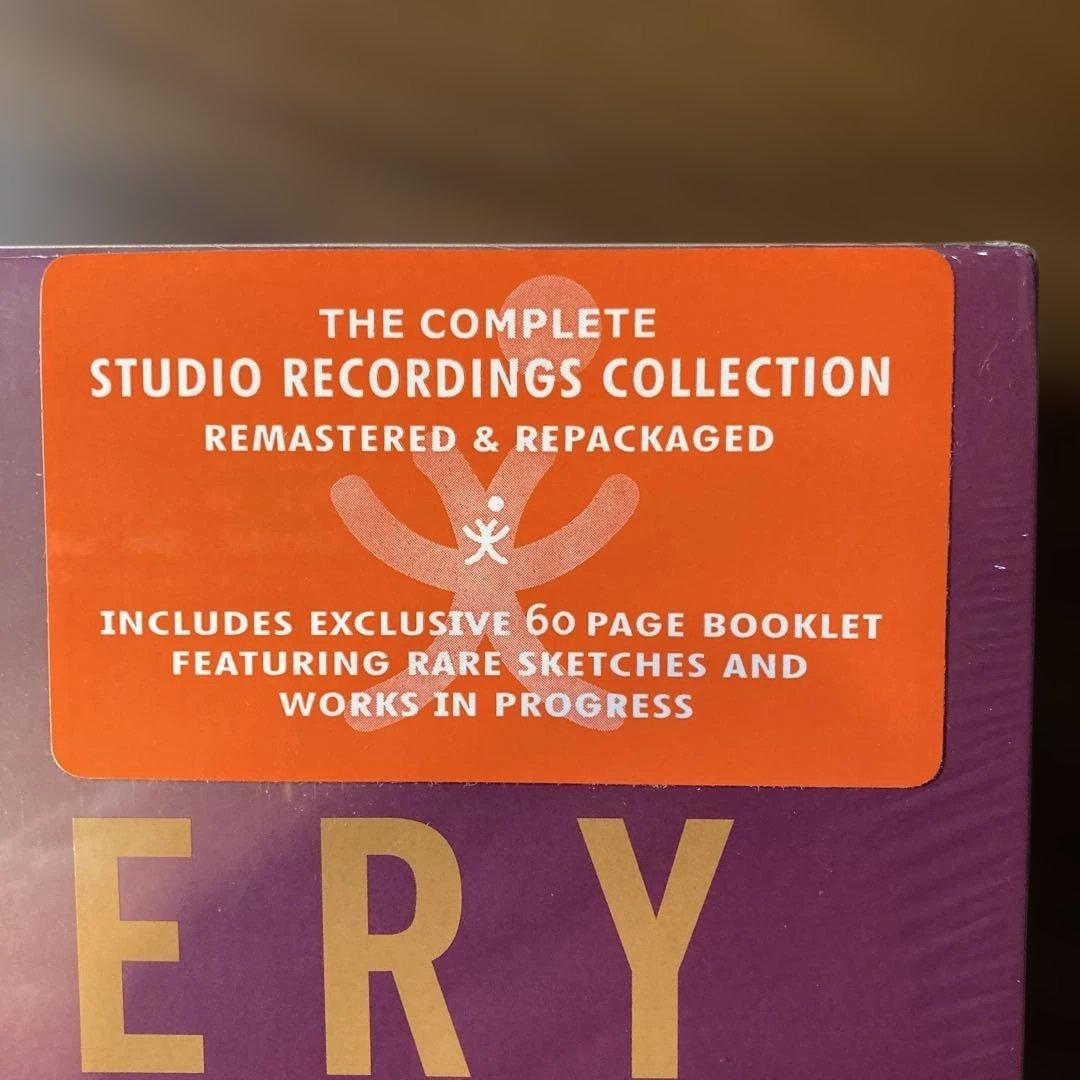 THE COMPLETE
STUDIO RECORDINGS COLLECTION
REMASTERED & REPACKAGED
INCLUDES EXCLUSIVE 60 PAGE BOOKLET
FEATURING RARE SKETCHES AND
WORKS IN PROGRESS
ERY